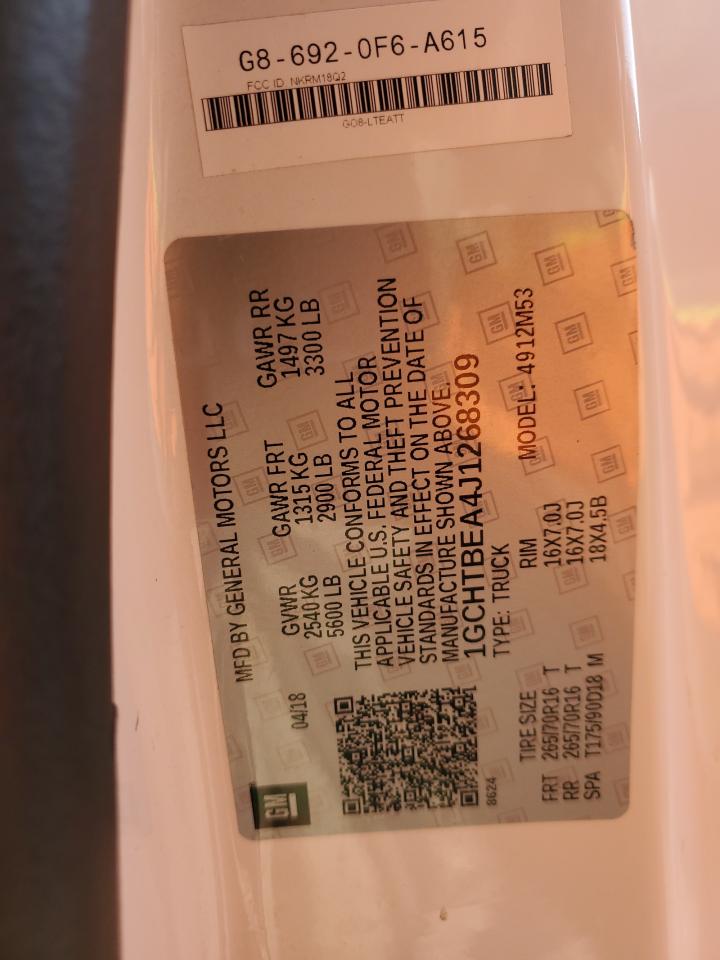 G8-692-0F6-A615
FCC ID NKRM18Q2
GO8-LTEATT
GM
MFD BY GENERAL MOTORS LLC
04/18 GVWR GAWR FRT GAWR RR
2540 KG 1315 KG 1497 KG
5600 LB 2900 LB 3300 LB
THIS VEHICLE CONFORMS TO ALL
APPLICABLE U.S. FEDERAL MOTOR
VEHICLE SAFETY AND THEFT PREVENTION
STANDARDS IN EFFECT ON THE DATE OF
MANUFACTURE SHOWN ABOVE.
1GCHTBEA4J1268309
8624 TYPE: TRUCK
TIRE SIZE RIM MODEL: 4912M53
FRT 265/70R16 T 16X7.0J
RR 265/70R16 T 16X7.0J
SPA T175/90D18 M 18X4.5B